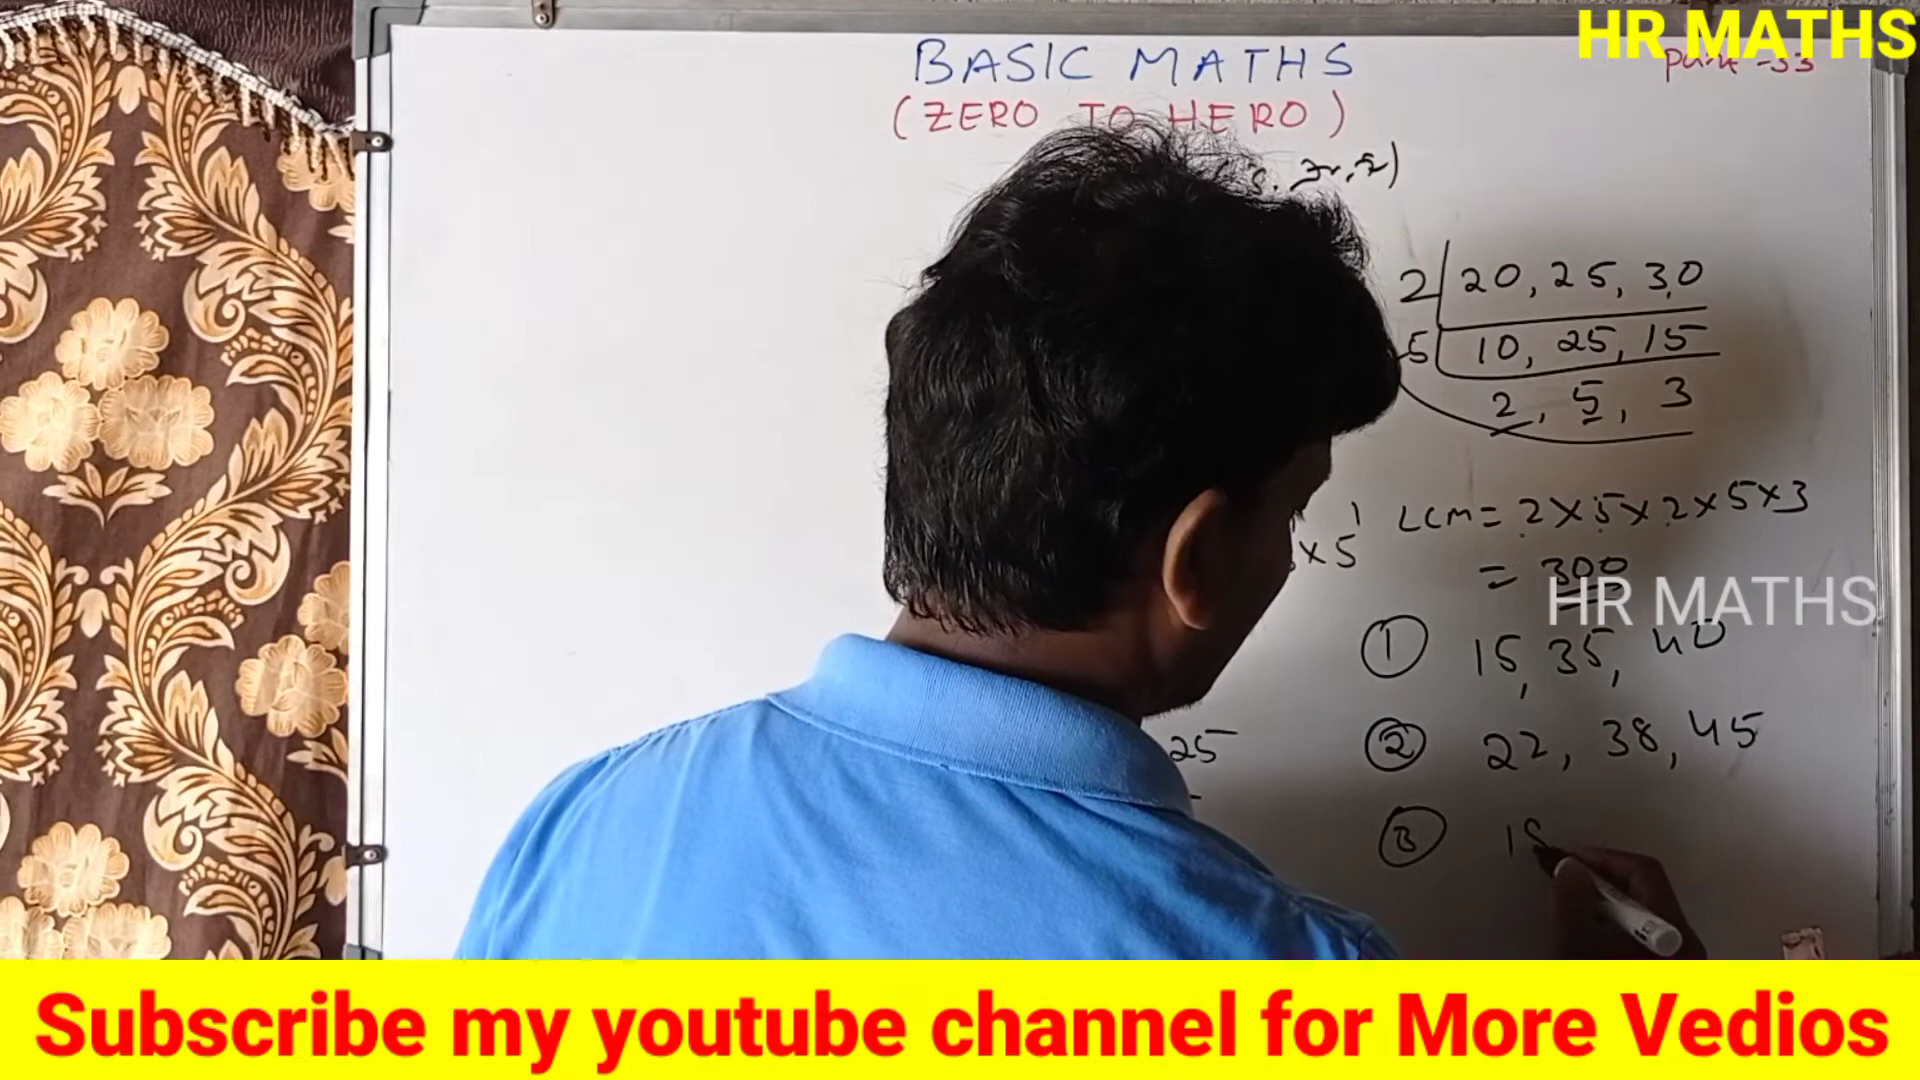 HR MATHS
BASIC MATHS
(ZERO TO HERO)
2 20, 25, 30
5 10, 25, 15
2, 5, 3
LCM = 2×5×2×5×3
×5
= 300
HR MATHS
① 15, 35, 40
25
② 22, 38, 45
③
Subscribe my youtube channel for More Vedios